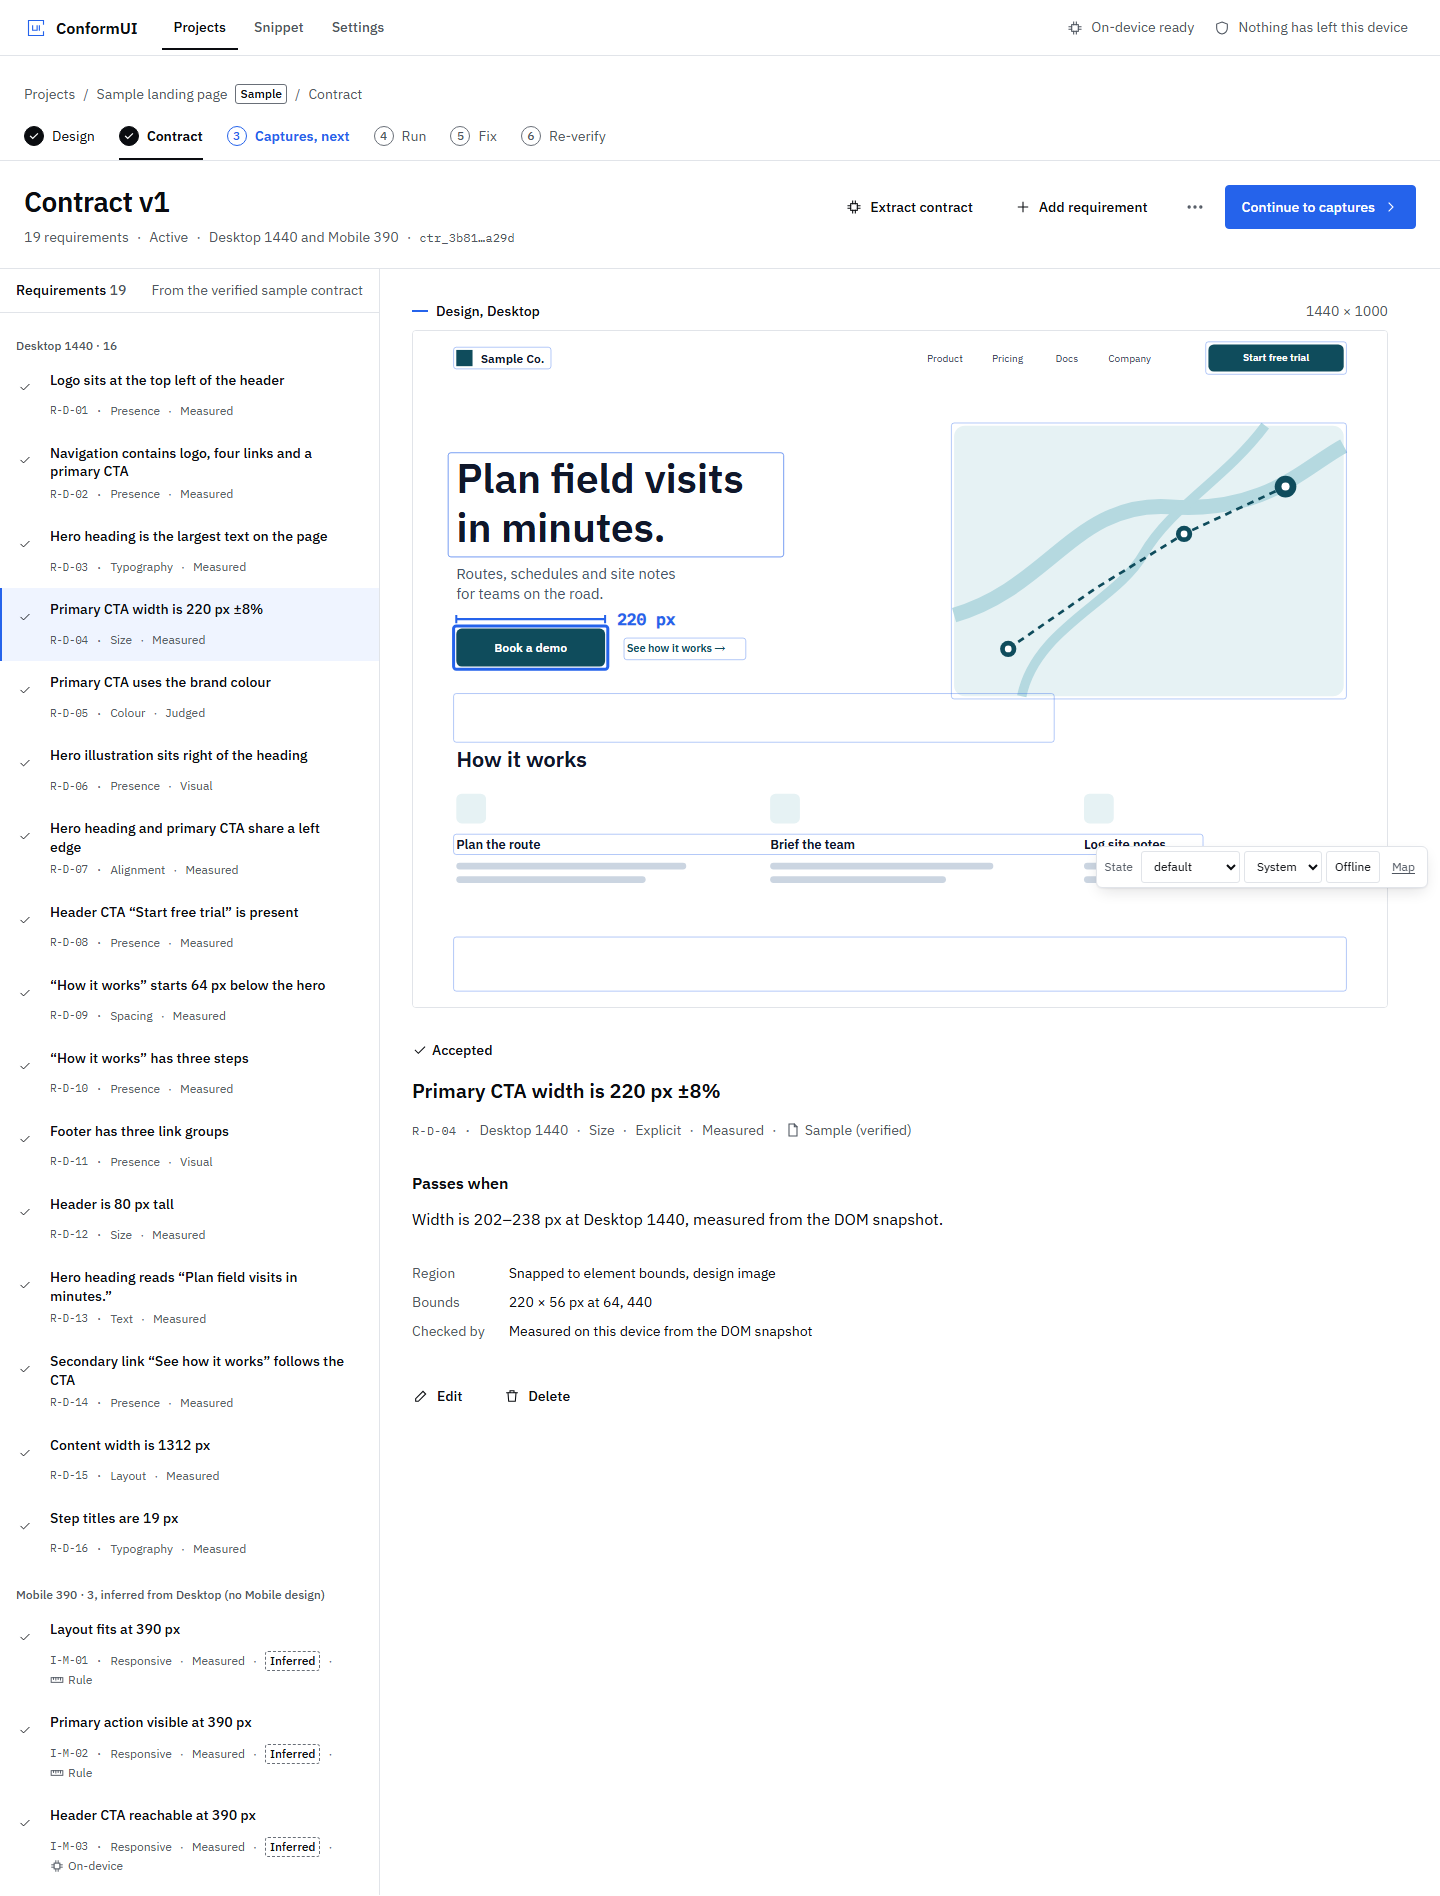 UI ConformUI Projects Snippet Settings On-device ready Nothing has left this device
Projects / Sample landing page Sample / Contract
Design Contract 3 Captures, next 4 Run 5 Fix 6 Re-verify
Contract v1
19 requirements · Active · Desktop 1440 and Mobile 390 · ctr_3b81…a29d
Extract contract Add requirement Continue to captures
Requirements 19 From the verified sample contract
Desktop 1440 · 16
Logo sits at the top left of the header
R-D-01 · Presence · Measured
Navigation contains logo, four links and a
primary CTA
R-D-02 · Presence · Measured
Hero heading is the largest text on the page
R-D-03 · Typography · Measured
Primary CTA width is 220 px ±8%
R-D-04 · Size · Measured
Primary CTA uses the brand colour
R-D-05 · Colour · Judged
Hero illustration sits right of the heading
R-D-06 · Presence · Visual
Hero heading and primary CTA share a left
edge
R-D-07 · Alignment · Measured
Header CTA “Start free trial” is present
R-D-08 · Presence · Measured
“How it works” starts 64 px below the hero
R-D-09 · Spacing · Measured
“How it works” has three steps
R-D-10 · Presence · Measured
Footer has three link groups
R-D-11 · Presence · Visual
Header is 80 px tall
R-D-12 · Size · Measured
Hero heading reads “Plan field visits in
minutes.”
R-D-13 · Text · Measured
Secondary link “See how it works” follows the
CTA
R-D-14 · Presence · Measured
Content width is 1312 px
R-D-15 · Layout · Measured
Step titles are 19 px
R-D-16 · Typography · Measured
Mobile 390 · 3, inferred from Desktop (no Mobile design)
Layout fits at 390 px
I-M-01 · Responsive · Measured · Inferred ·
Rule
Primary action visible at 390 px
I-M-02 · Responsive · Measured · Inferred ·
Rule
Header CTA reachable at 390 px
I-M-03 · Responsive · Measured · Inferred ·
On-device
Design, Desktop 1440 × 1000
Sample Co. Product Pricing Docs Company Start free trial
Plan field visits
in minutes.
Routes, schedules and site notes
for teams on the road.
220 px
Book a demo See how it works →
How it works
Plan the route Brief the team Log site notes
State default System Offline Map
Accepted
Primary CTA width is 220 px ±8%
R-D-04 · Desktop 1440 · Size · Explicit · Measured · Sample (verified)
Passes when
Width is 202–238 px at Desktop 1440, measured from the DOM snapshot.
Region Snapped to element bounds, design image
Bounds 220 × 56 px at 64, 440
Checked by Measured on this device from the DOM snapshot
Edit Delete